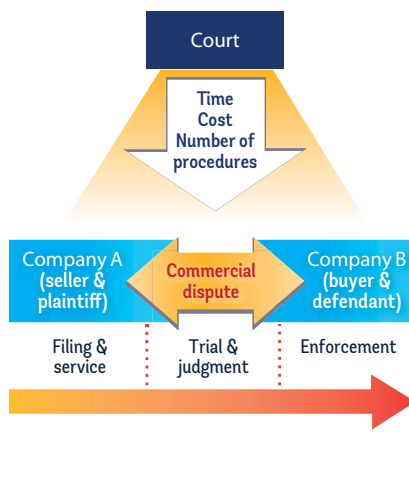 Court
Time
Cost
Number of
procedures
Company A
(seller &
plaintiff)
Commercial
dispute
Company B
(buyer &
defendant)
Filing &
service
Trial &
judgment
Enforcement